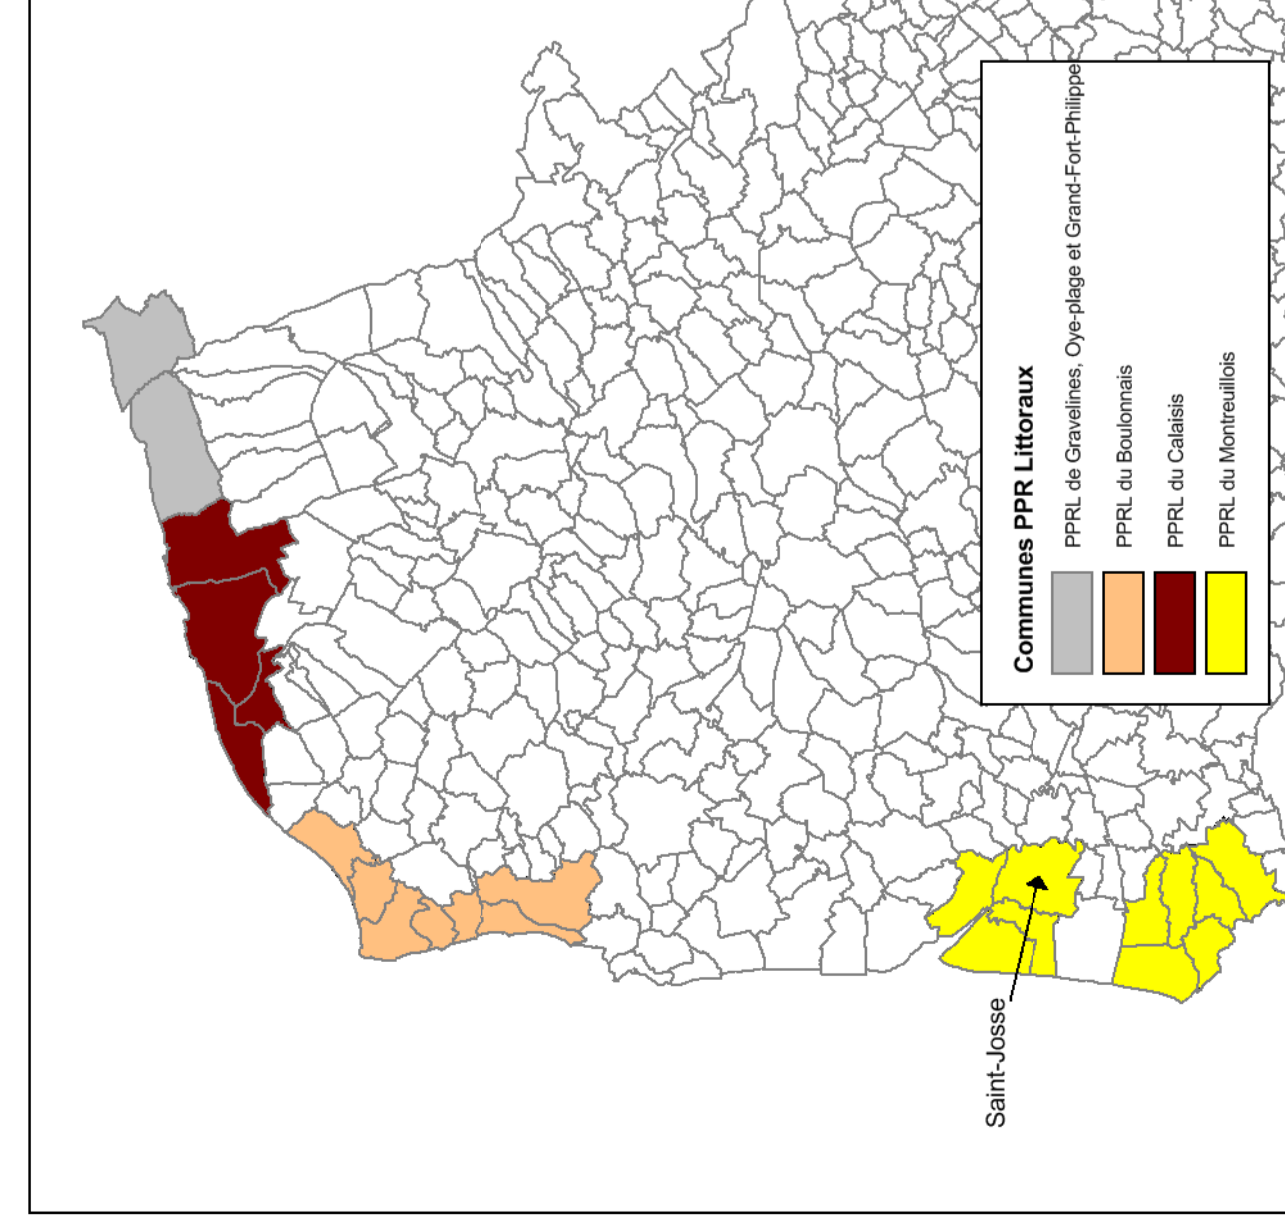 Communes PPR Littoraux
PPRL de Gravelines, Oye-plage et Grand-Fort-Philippe
PPRL du Boulonnais
PPRL du Calaisis
PPRL du Montreuillois
Saint-Josse